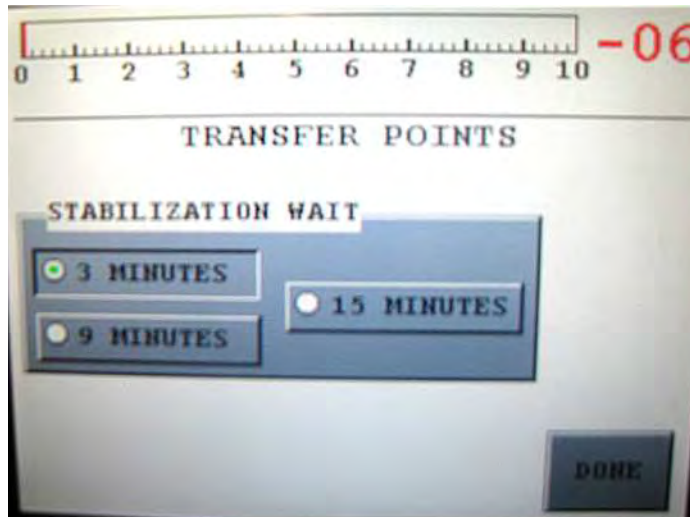 -06
0 1 2 3 4 5 6 7 8 9 10
TRANSFER POINTS
STABILIZATION WAIT
3 MINUTES
15 MINUTES
9 MINUTES
DONE